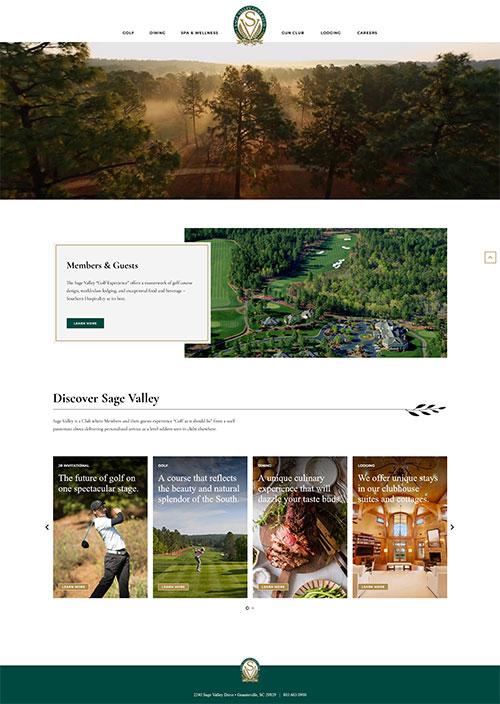 GOLF DINING SPA & WELLNESS GUN CLUB LODGING CAREERS
SV
Members & Guests
The Sage Valley "Golf Experience" offers a masterwork of golf course
design, world-class lodging, and exceptional food and beverage –
Southern Hospitality at its best.
LEARN MORE
Discover Sage Valley
Sage Valley is a Club where Members and their guests experience "Golf as it should be" from a staff
passionate about delivering personalized service at a level seldom seen in clubs elsewhere.
JR INVITATIONAL
The future of golf on
one spectacular stage.
LEARN MORE
GOLF
A course that reflects
the beauty and natural
splendor of the South.
LEARN MORE
DINING
A unique culinary
experience that will
dazzle your taste buds.
LEARN MORE
LODGING
We offer unique stays
in our clubhouse
suites and cottages.
LEARN MORE
2240 Sage Valley Drive • Graniteville, SC 29829 |